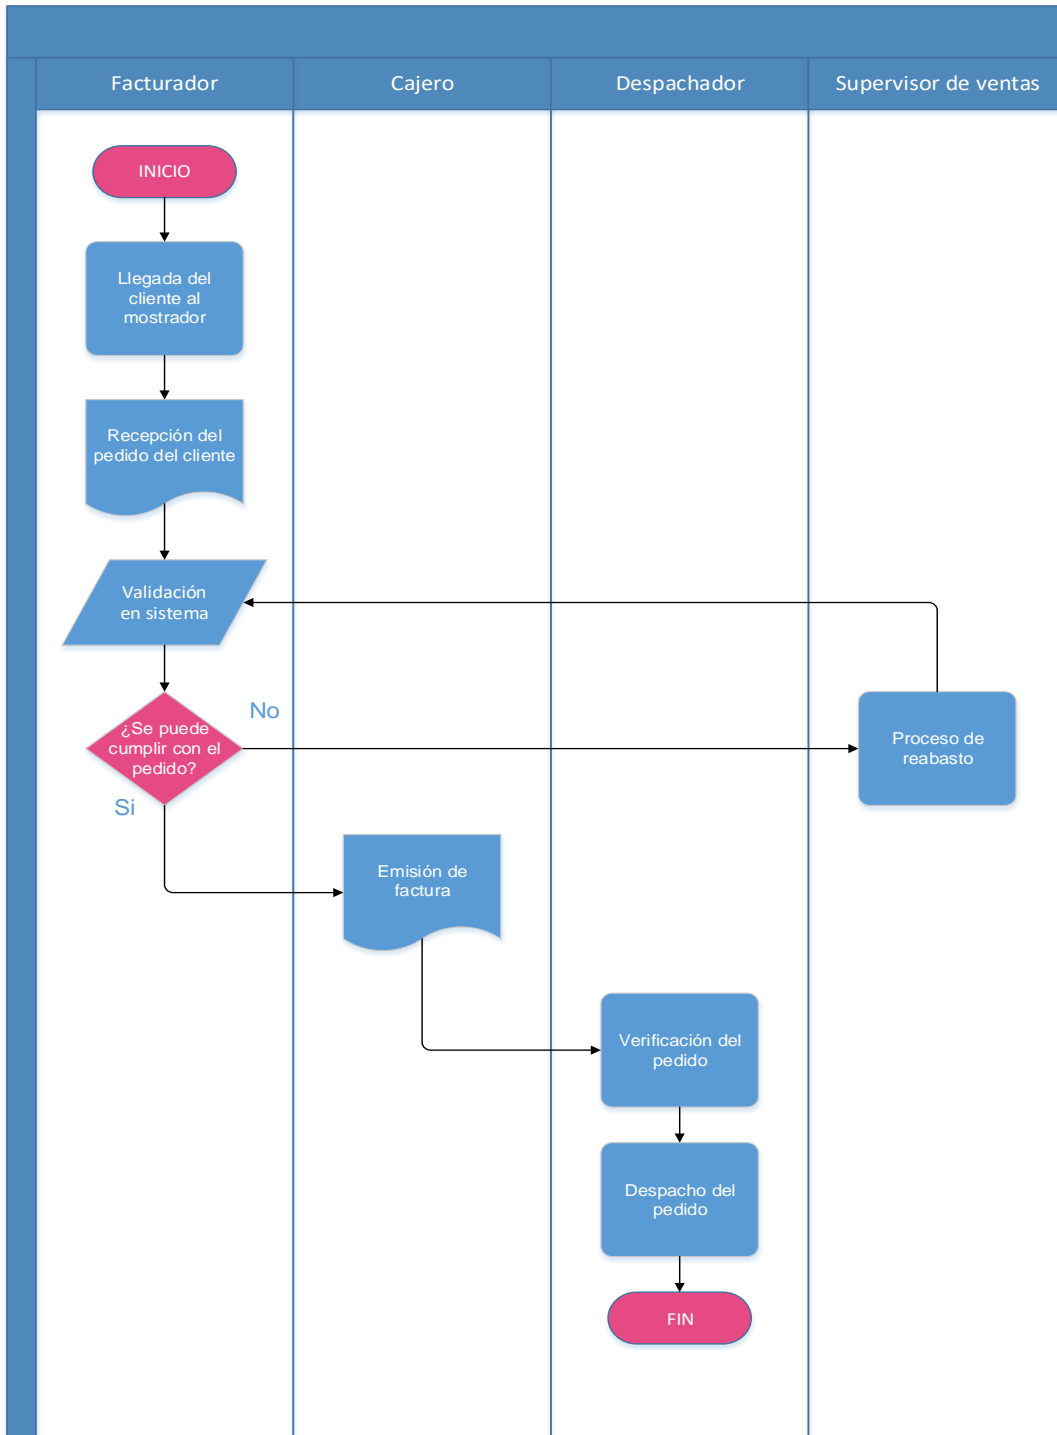 Facturador
Cajero
Despachador
Supervisor de ventas
INICIO
Llegada del
cliente al
mostrador
Recepción del
pedido del cliente
Validación
en sistema
¿Se puede
cumplir con el
pedido?
No
Si
Proceso de
reabasto
Emisión de
factura
Verificación del
pedido
Despacho del
pedido
FIN